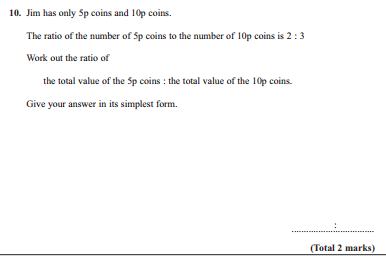 10. Jim has only 5p coins and 10p coins.
The ratio of the number of 5p coins to the number of 10p coins is 2 : 3
Work out the ratio of
the total value of the 5p coins : the total value of the 10p coins.
Give your answer in its simplest form.
..............................:..............................
(Total 2 marks)